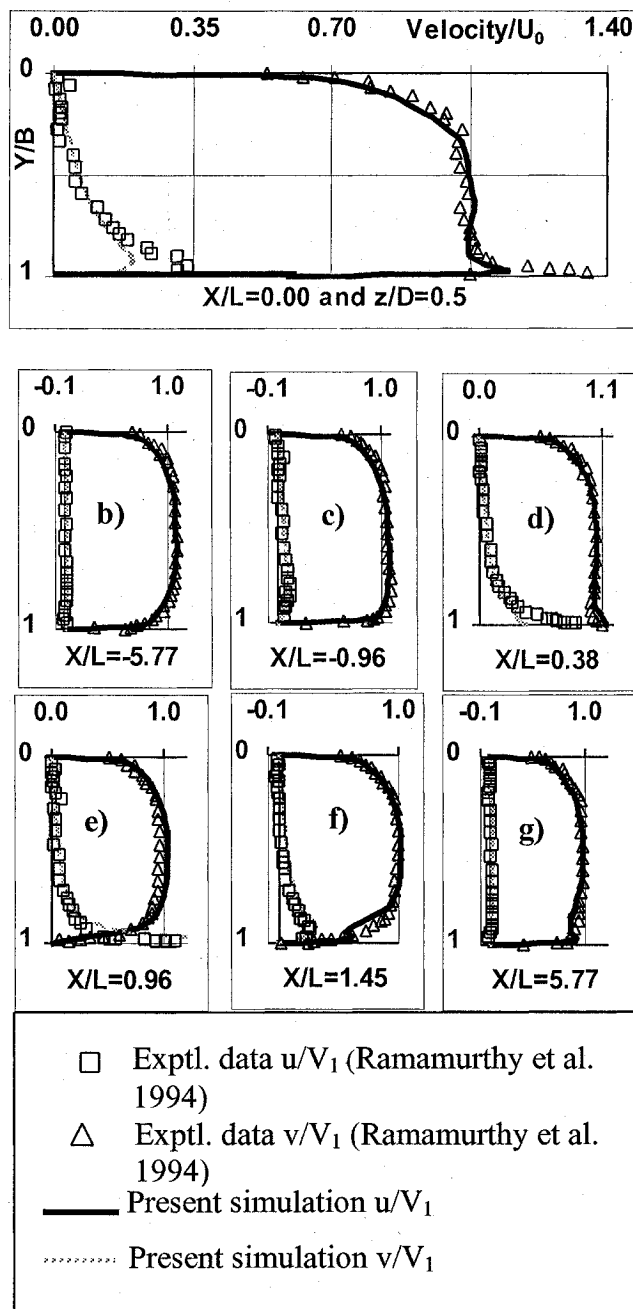 0.00 0.35 0.70 Velocity/U₀ 1.40
0
Y/B
1
X/L=0.00 and z/D=0.5
-0.1 1.0
0
b)
1
X/L=-5.77
-0.1 1.0
0
c)
1
X/L=-0.96
0.0 1.1
0
d)
1
X/L=0.38
0.0 1.0
0
e)
1
X/L=0.96
-0.1 1.0
0
f)
1
X/L=1.45
-0.1 1.0
0
g)
1
X/L=5.77
Exptl. data u/V₁ (Ramamurthy et al.
1994)
Exptl. data v/V₁ (Ramamurthy et al.
1994)
Present simulation u/V₁
Present simulation v/V₁